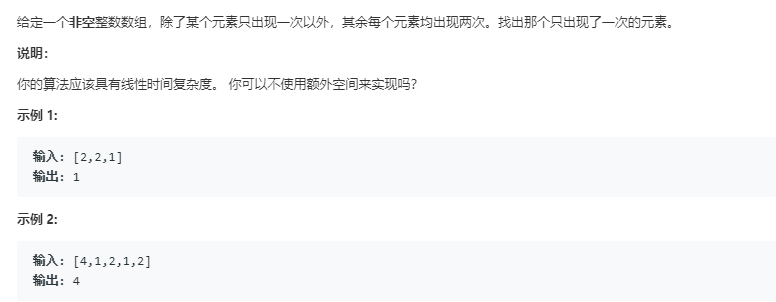 给定一个非空整数数组，除了某个元素只出现一次以外，其余每个元素均出现两次。找出那个只出现了一次的元素。
说明：
你的算法应该具有线性时间复杂度。 你可以不使用额外空间来实现吗？
示例 1:
输入: [2,2,1]
输出: 1
示例 2:
输入: [4,1,2,1,2]
输出: 4